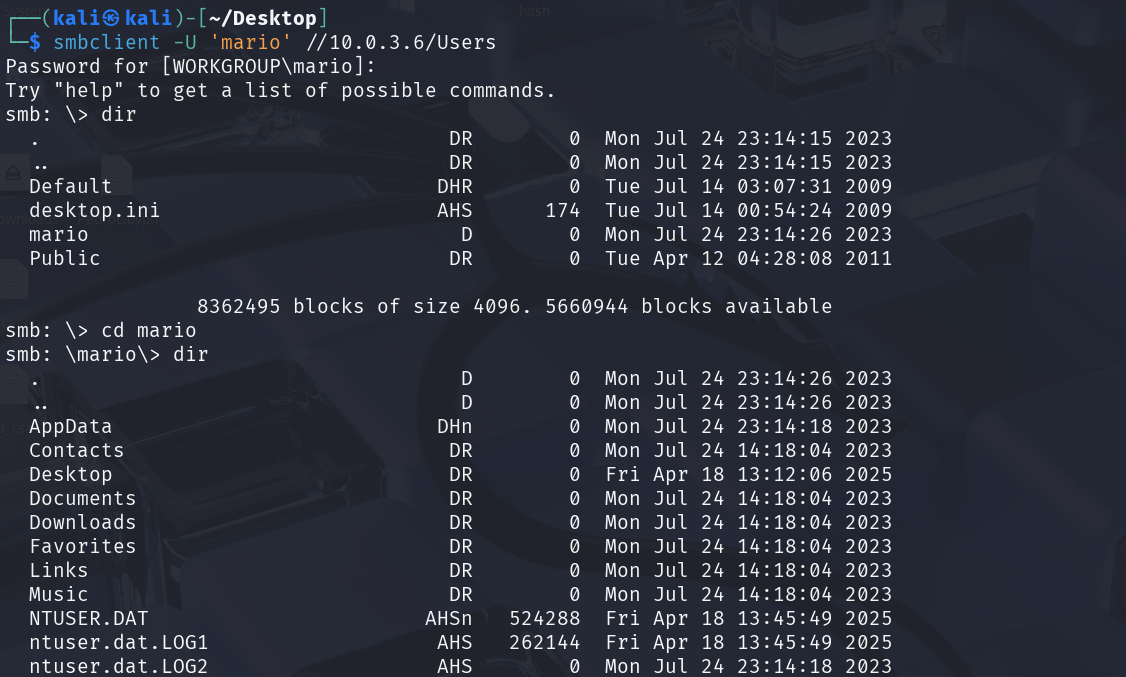 hash
┌──(kali㉿kali)-[~/Desktop]
└─$ smbclient -U 'mario' //10.0.3.6/Users
Password for [WORKGROUP\mario]:
Try "help" to get a list of possible commands.
smb: \> dir
  .                                  DR        0  Mon Jul 24 23:14:15 2023
  ..                                 DR        0  Mon Jul 24 23:14:15 2023
  Default                           DHR        0  Tue Jul 14 03:07:31 2009
  desktop.ini                       AHS      174  Tue Jul 14 00:54:24 2009
  mario                               D        0  Mon Jul 24 23:14:26 2023
  Public                             DR        0  Tue Apr 12 04:28:08 2011
                8362495 blocks of size 4096. 5660944 blocks available
smb: \> cd mario
smb: \mario\> dir
  .                                   D        0  Mon Jul 24 23:14:26 2023
  ..                                  D        0  Mon Jul 24 23:14:26 2023
  AppData                           DHn        0  Mon Jul 24 23:14:18 2023
  Contacts                           DR        0  Mon Jul 24 14:18:04 2023
  Desktop                            DR        0  Fri Apr 18 13:12:06 2025
  Documents                          DR        0  Mon Jul 24 14:18:04 2023
  Downloads                          DR        0  Mon Jul 24 14:18:04 2023
  Favorites                          DR        0  Mon Jul 24 14:18:04 2023
  Links                              DR        0  Mon Jul 24 14:18:04 2023
  Music                              DR        0  Mon Jul 24 14:18:04 2023
  NTUSER.DAT                       AHSn   524288  Fri Apr 18 13:45:49 2025
  ntuser.dat.LOG1                   AHS   262144  Fri Apr 18 13:45:49 2025
  ntuser.dat.LOG2                   AHS        0  Mon Jul 24 23:14:18 2023